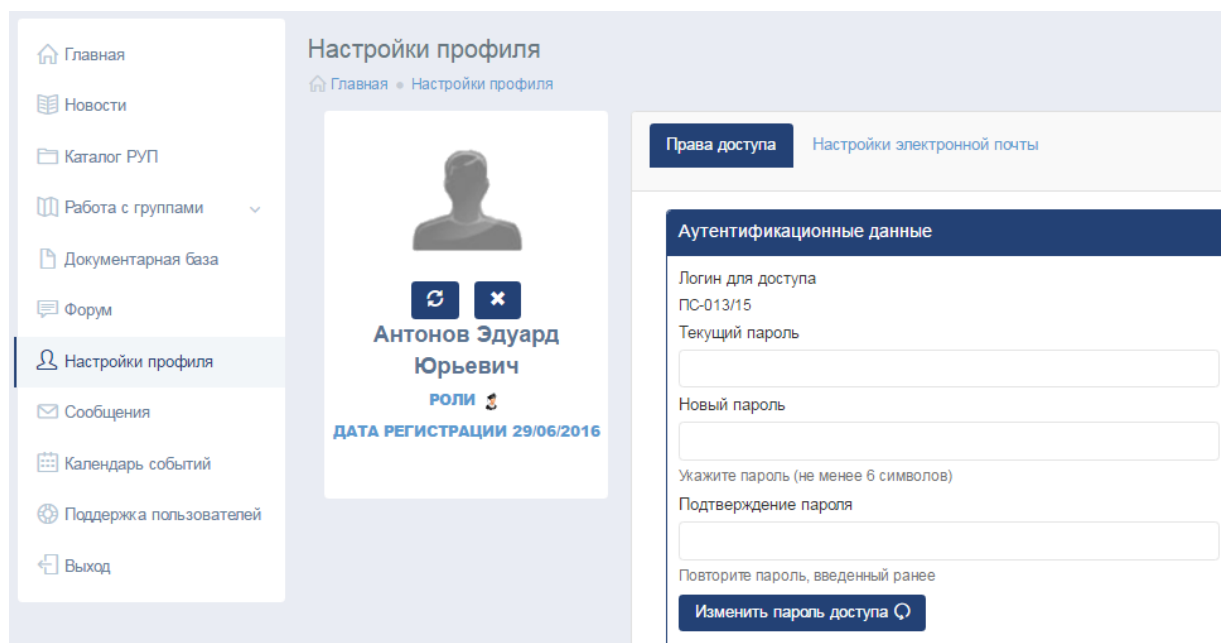 Главная
Новости
Каталог РУП
Работа с группами
Документарная база
Форум
Настройки профиля
Сообщения
Календарь событий
Поддержка пользователей
Выход
Настройки профиля
Главная • Настройки профиля
Антонов Эдуард
Юрьевич
РОЛИ
ДАТА РЕГИСТРАЦИИ 29/06/2016
Права доступа Настройки электронной почты
Аутентификационные данные
Логин для доступа
ПС-013/15
Текущий пароль
Новый пароль
Укажите пароль (не менее 6 символов)
Подтверждение пароля
Повторите пароль, введенный ранее
Изменить пароль доступа